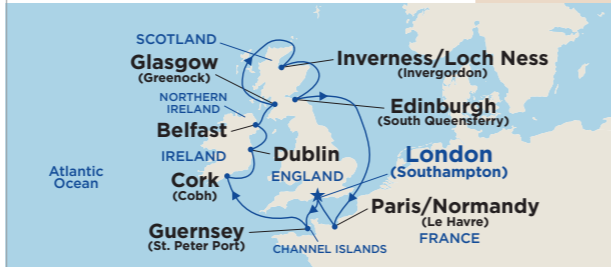 SCOTLAND
Glasgow
(Greenock)
Inverness/Loch Ness
(Invergordon)
NORTHERN
IRELAND
Edinburgh
(South Queensferry)
Belfast
IRELAND
Dublin
ENGLAND
London
(Southampton)
Atlantic
Ocean
Cork
(Cobh)
Paris/Normandy
(Le Havre)
FRANCE
Guernsey
(St. Peter Port)
CHANNEL ISLANDS